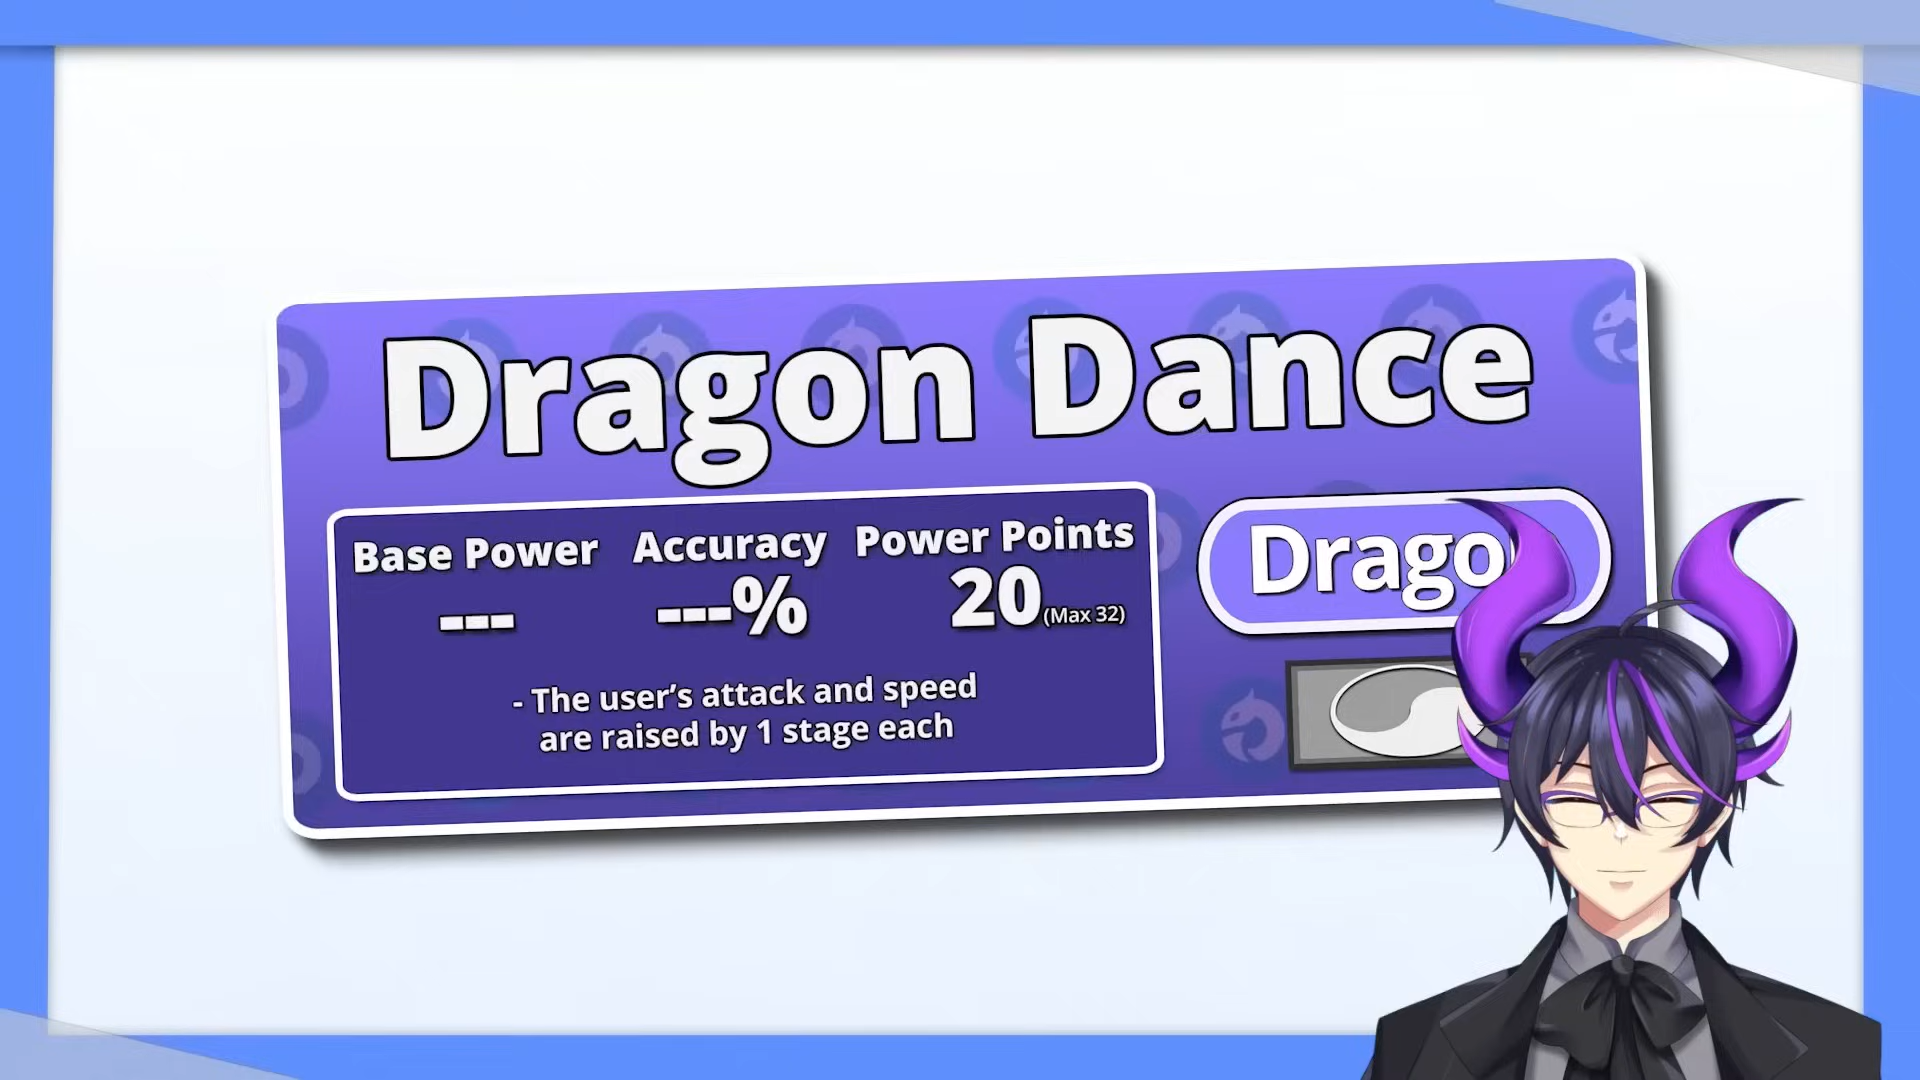 Dragon Dance
Base Power Accuracy Power Points
--- ---% 20 (Max 32)
- The user's attack and speed
are raised by 1 stage each
Drago